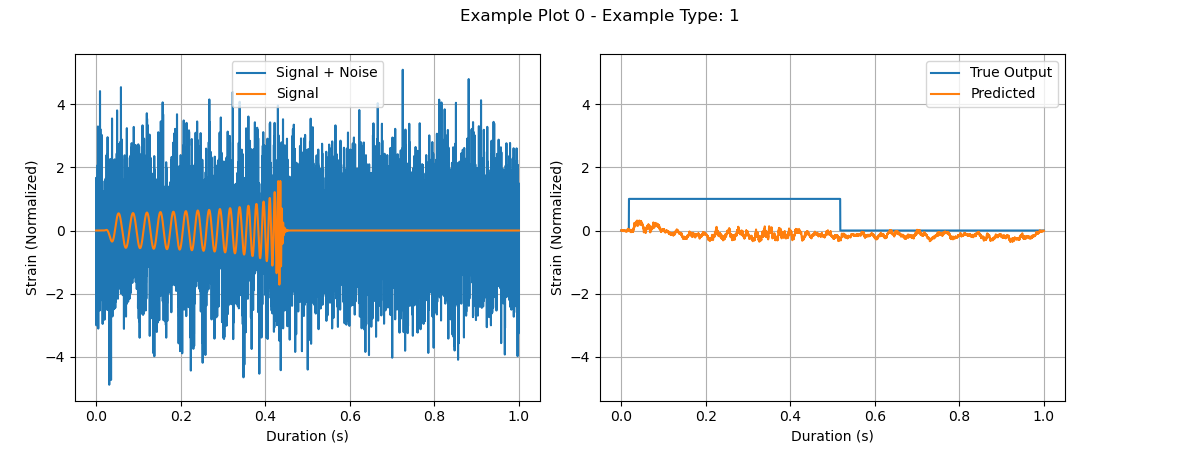 Example Plot 0 - Example Type: 1
Signal + Noise
Signal
4
2
0
−2
−4
Strain (Normalized)
0.0 0.2 0.4 0.6 0.8 1.0
Duration (s)
True Output
Predicted
4
2
0
−2
−4
Strain (Normalized)
0.0 0.2 0.4 0.6 0.8 1.0
Duration (s)